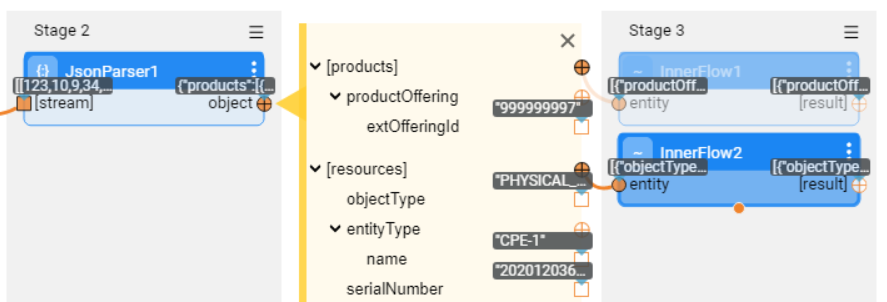 Stage 2
{:} JsonParser1
[[123,10,9,34,...
{"products":[{...
[stream]
object
[products]
productOffering
"999999997"
extOfferingId
[resources]
"PHYSICAL_...
objectType
entityType
"CPE-1"
name
"202012036...
serialNumber
Stage 3
~ InnerFlow1
[{"productOff...
[{"productOff...
entity
[result]
~ InnerFlow2
[{"objectType...
[{"objectType...
entity
[result]